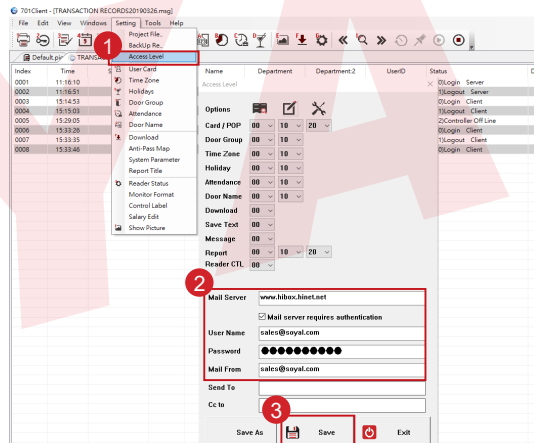 701Client - [TRANSACTION RECORDS20190326.msg]
File Edit View Windows Setting Tools Help
Default.pin TRANSA
Project File..
BackUp Re..
Access Level
User Card
Time Zone
Holidays
Door Group
Attendance
Door Name
Download
Anti-Pass Map
System Parameter
Report Title
Reader Status
Monitor Format
Control Label
Salary Edit
Show Picture
1
Index Time S Name Department Department:2 UserID Status D
0001 11:16:10 0)Login Server
0002 11:16:51 1)Logout Server
0003 15:14:53 0)Login Client
0004 15:15:03 1)Logout Client
0005 15:29:05 2)Controller Off Line
0006 15:33:26 0)Login Client
0007 15:33:35 1)Logout Client
0008 15:33:46 0)Login Client
Access Level
Options
Card / POP 00 10 20
Door Group 00 10
Time Zone 00 10
Holiday 00 10
Attendance 00 10
Door Name 00 10
Download 00
Save Text 00
Message 00
Report 00 10 20
Reader CTL 00
2
Mail Server www.hibox.hinet.net
Mail server requires authentication
User Name sales@soyal.com
Password ●●●●●●●●●●
Mail From sales@soyal.com
Send To
Cc to
3
Save As Save Exit